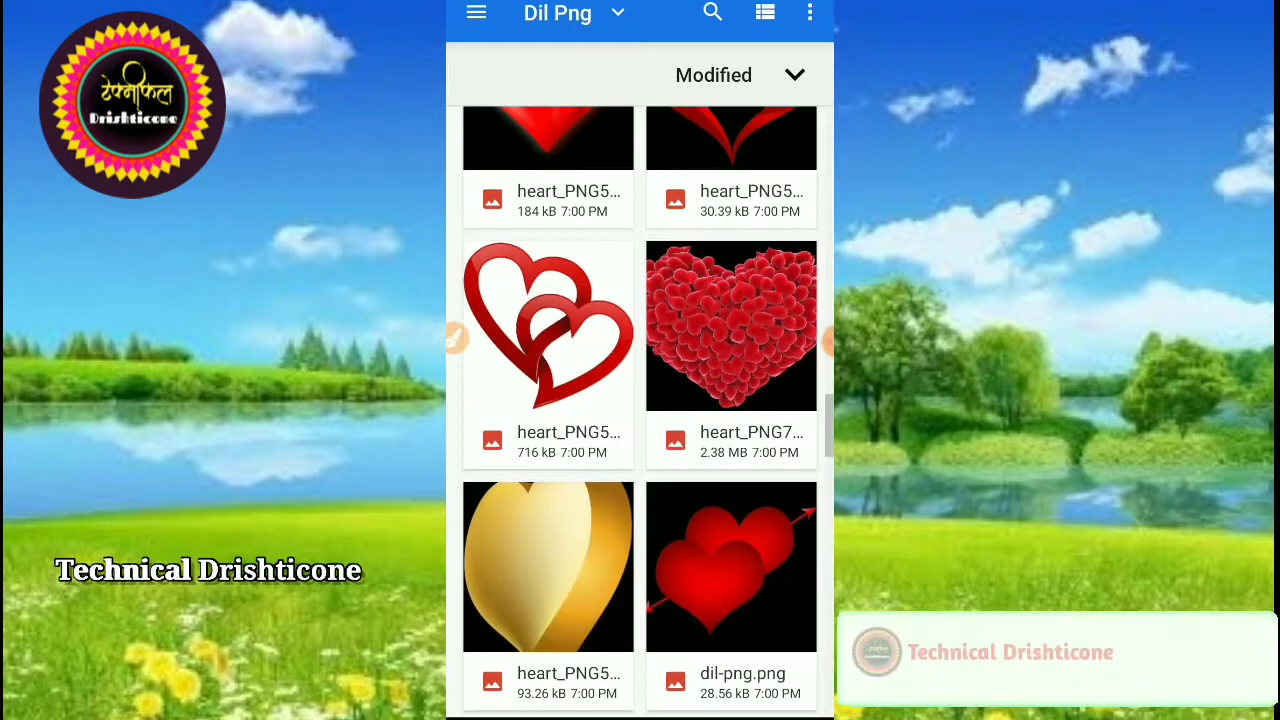 टेक्नीकल
Drishticone
Dil Png
Modified
heart_PNG5...
184 kB 7:00 PM
heart_PNG5...
30.39 kB 7:00 PM
heart_PNG5...
716 kB 7:00 PM
heart_PNG7...
2.38 MB 7:00 PM
heart_PNG5...
93.26 kB 7:00 PM
dil-png.png
28.56 kB 7:00 PM
Technical Drishticone
Technical Drishticone